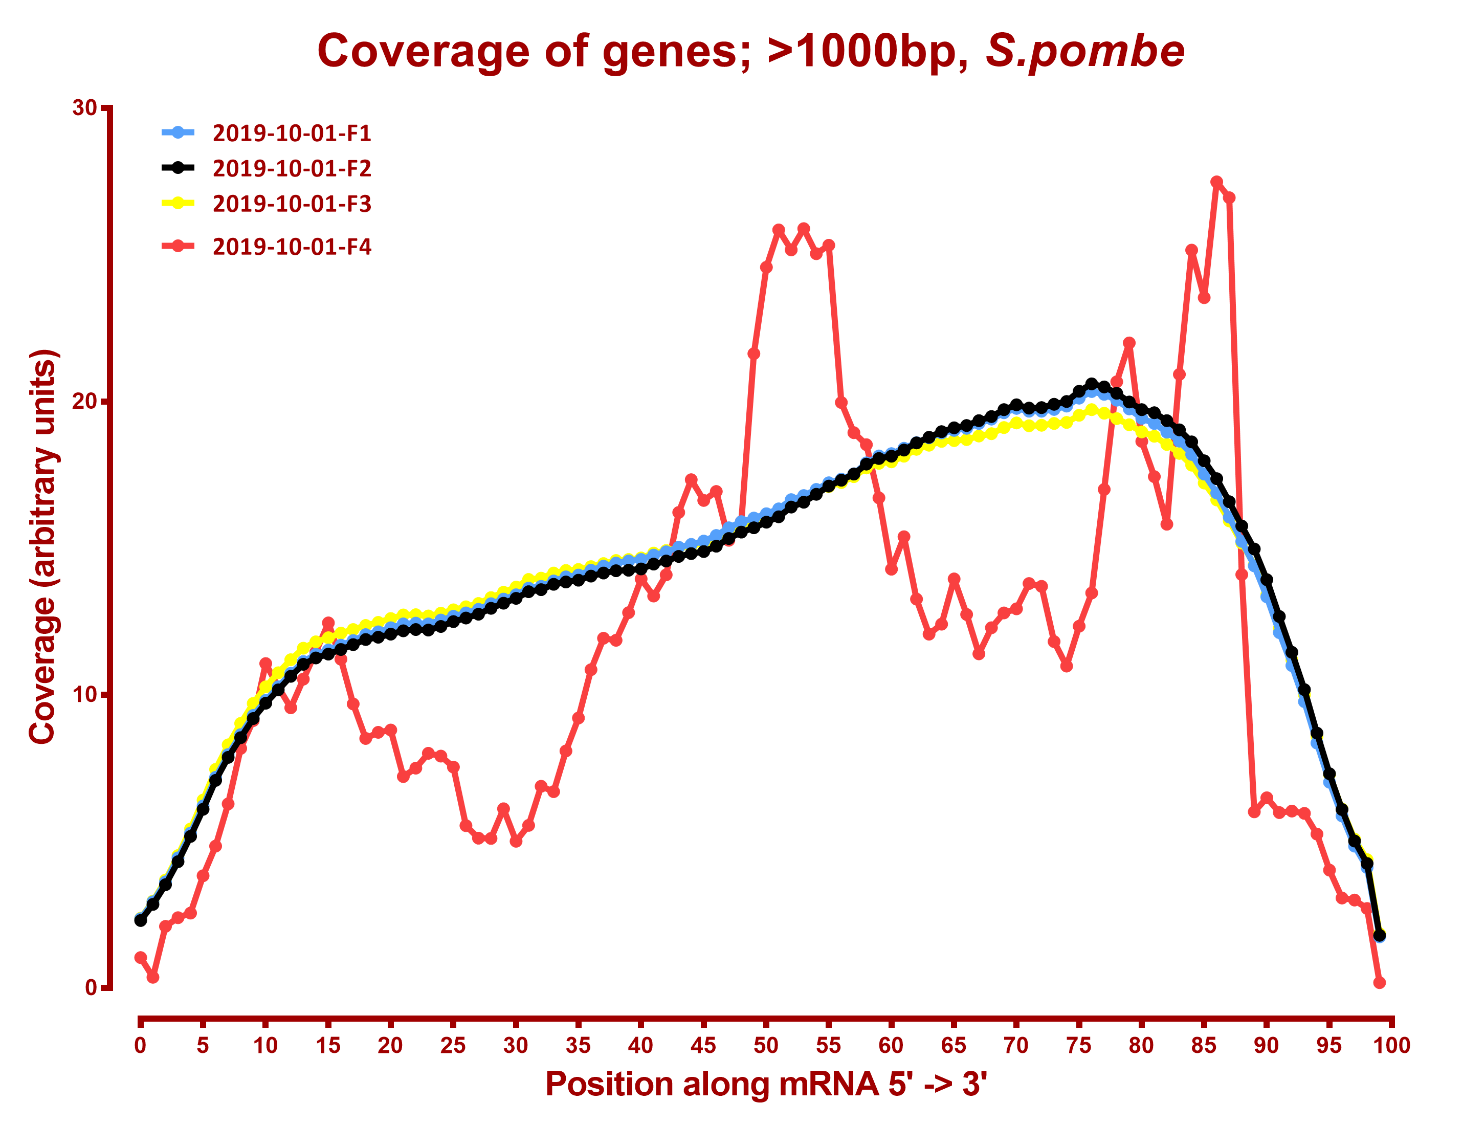 Coverage of genes; >1000bp, S.pombe
30
2019-10-01-F1
2019-10-01-F2
2019-10-01-F3
2019-10-01-F4
Coverage (arbitrary units)
20
10
0
0 5 10 15 20 25 30 35 40 45 50 55 60 65 70 75 80 85 90 95 100
Position along mRNA 5' -> 3'